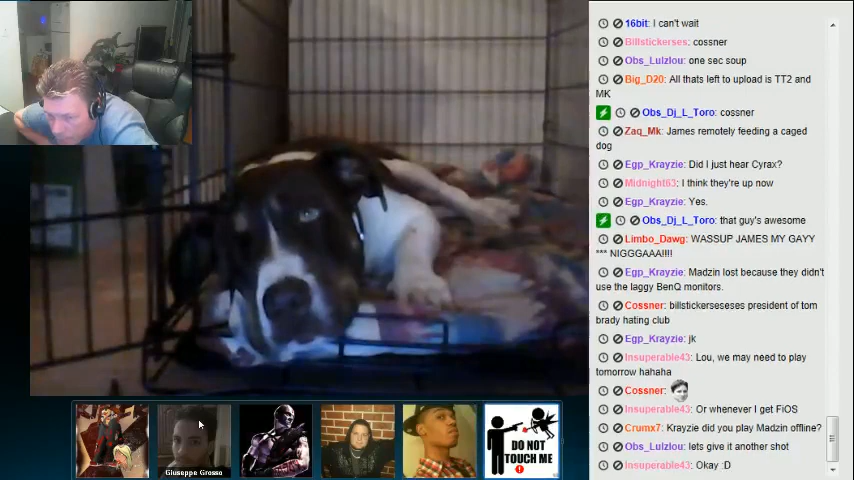 16bit: I can't wait
Billstickerses: cossner
Obs_Lulzlou: one sec soup
Big_D20: All thats left to upload is TT2 and
MK
Obs_Dj_L_Toro: cossner
Zaq_Mk: James remotely feeding a caged
dog
Egp_Krayzie: Did I just hear Cyrax?
Midnight63: I think they're up now
Egp_Krayzie: Yes.
Obs_Dj_L_Toro: that guy's awesome
Limbo_Dawg: WASSUP JAMES MY GAYY
*** NIGGGAAA!!!!
Egp_Krayzie: Madzin lost because they didn't
use the laggy BenQ monitors.
Cossner: billstickerseseses president of tom
brady hating club
Egp_Krayzie: jk
Insuperable43: Lou, we may need to play
tomorrow hahaha
Cossner:
Insuperable43: Or whenever I get FiOS
Crumx7: Krayzie did you play Madzin offline?
Obs_Lulzlou: lets give it another shot
Insuperable43: Okay :D
Giuseppe Grosso
DO NOT
TOUCH ME
!